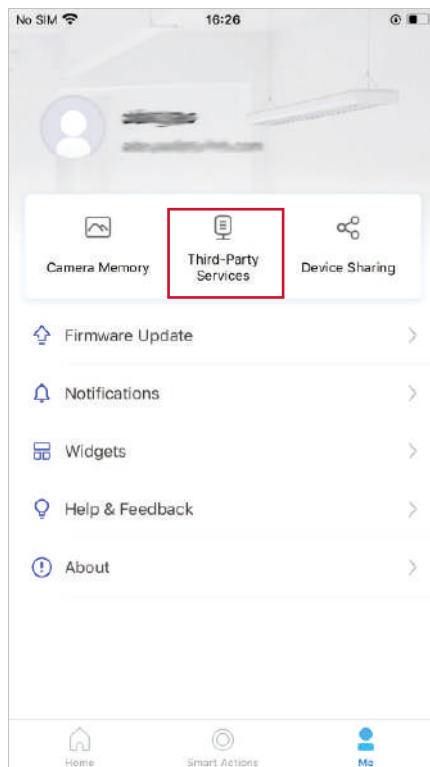 No SIM
16:26
Camera Memory
Third-Party
Services
Device Sharing
Firmware Update
Notifications
Widgets
Help & Feedback
About
Home
Smart Actions
Me